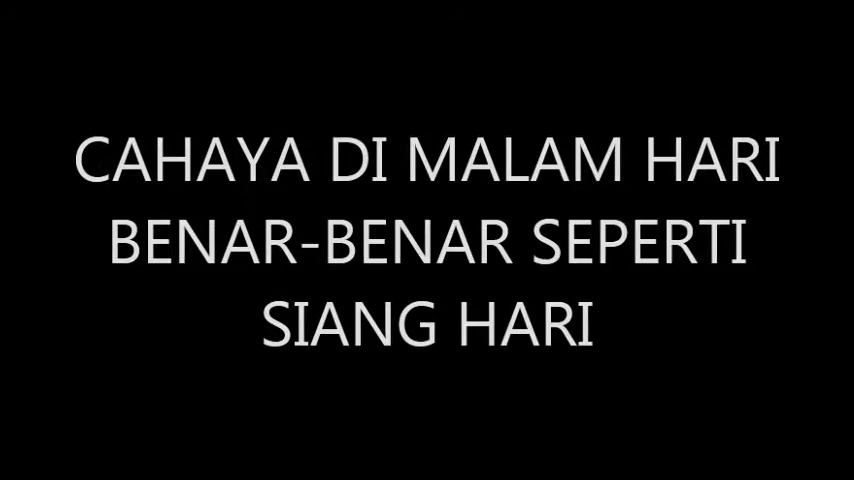 CAHAYA DI MALAM HARI
BENAR-BENAR SEPERTI
SIANG HARI